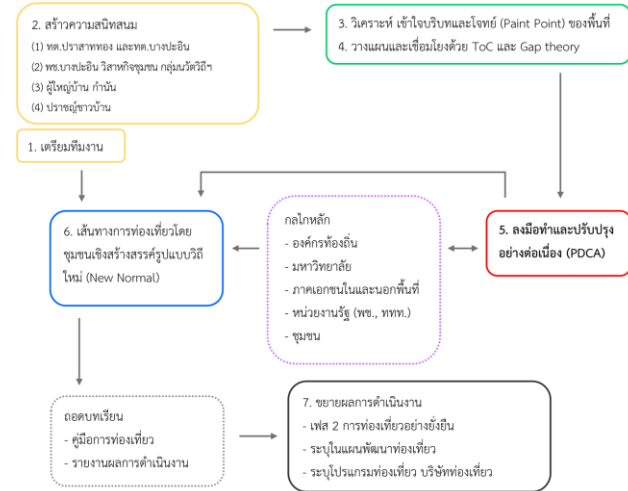 2. สร้างความสนิทสนม
(1) ทต.ปราสาททอง และทต.บางปะอิน
(2) พช.บางปะอิน วิสาหกิจชุมชน กลุ่มนวัตวิถีฯ
(3) ผู้ใหญ่บ้าน กำนัน
(4) ปราชญ์ชาวบ้าน
3. วิเคราะห์ เข้าใจบริบทและโจทย์ (Paint Point) ของพื้นที่
4. วางแผนและเชื่อมโยงด้วย ToC และ Gap theory
1. เตรียมทีมงาน
6. เส้นทางการท่องเที่ยวโดย
ชุมชนเชิงสร้างสรรค์รูปแบบวิถี
ใหม่ (New Normal)
กลไกหลัก
- องค์กรท้องถิ่น
- มหาวิทยาลัย
- ภาคเอกชนในและนอกพื้นที่
- หน่วยงานรัฐ (พช., ททท.)
- ชุมชน
5. ลงมือทำและปรับปรุง
อย่างต่อเนื่อง (PDCA)
ถอดบทเรียน
- คู่มือการท่องเที่ยว
- รายงานผลการดำเนินงาน
7. ขยายผลการดำเนินงาน
- เฟส 2 การท่องเที่ยวอย่างยั่งยืน
- ระบุในแผนพัฒนาท่องเที่ยว
- ระบุโปรแกรมท่องเที่ยว บริษัทท่องเที่ยว